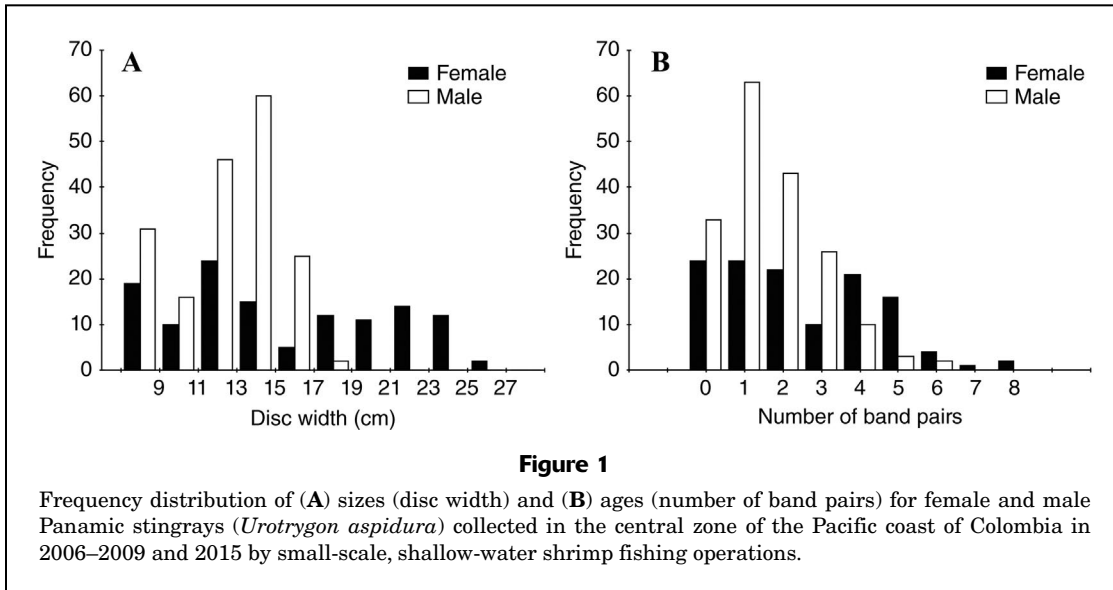 A
Female
Male
70
60
50
40
30
20
10
0
Frequency
9 11 13 15 17 19 21 23 25 27
Disc width (cm)
B
Female
Male
70
60
50
40
30
20
10
0
Frequency
0 1 2 3 4 5 6 7 8
Number of band pairs
Figure 1
Frequency distribution of (A) sizes (disc width) and (B) ages (number of band pairs) for female and male
Panamic stingrays (Urotrygon aspidura) collected in the central zone of the Pacific coast of Colombia in
2006–2009 and 2015 by small-scale, shallow-water shrimp fishing operations.